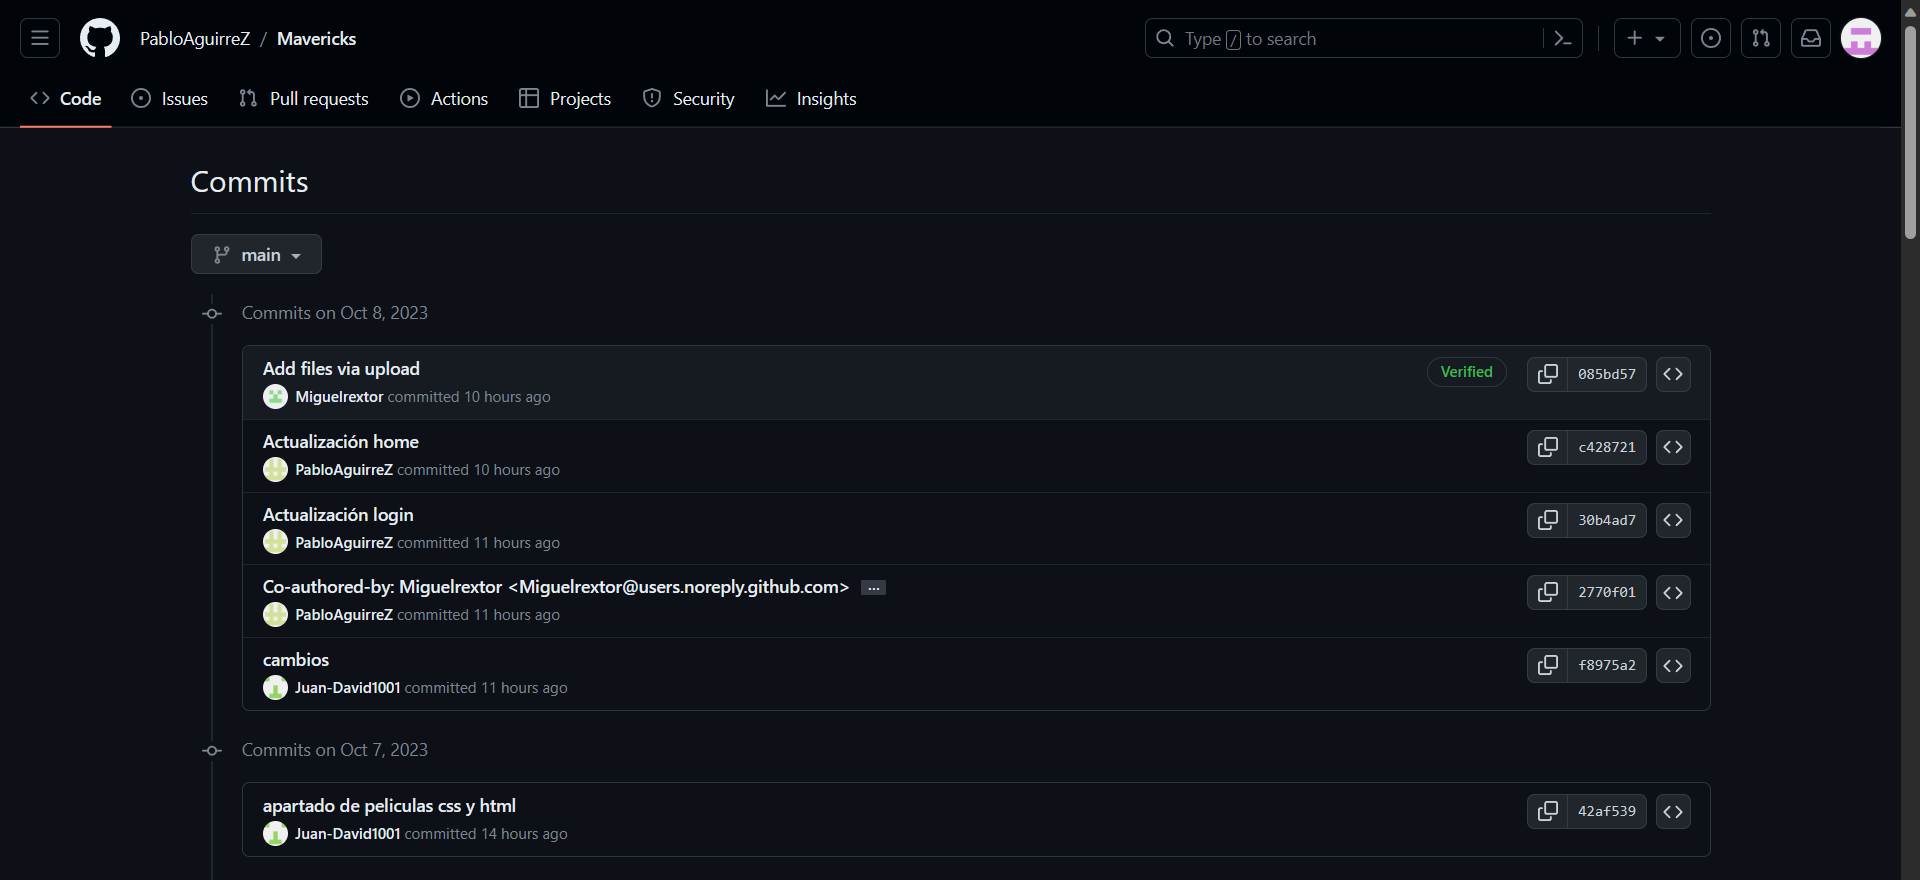 PabloAguirreZ / Mavericks
Type / to search
Code Issues Pull requests Actions Projects Security Insights
Commits
main
Commits on Oct 8, 2023
Add files via upload
Miguelrextor committed 10 hours ago
Verified 085bd57
Actualización home
PabloAguirreZ committed 10 hours ago
c428721
Actualización login
PabloAguirreZ committed 11 hours ago
30b4ad7
Co-authored-by: Miguelrextor <Miguelrextor@users.noreply.github.com> ...
PabloAguirreZ committed 11 hours ago
2770f01
cambios
Juan-David1001 committed 11 hours ago
f8975a2
Commits on Oct 7, 2023
apartado de peliculas css y html
Juan-David1001 committed 14 hours ago
42af539